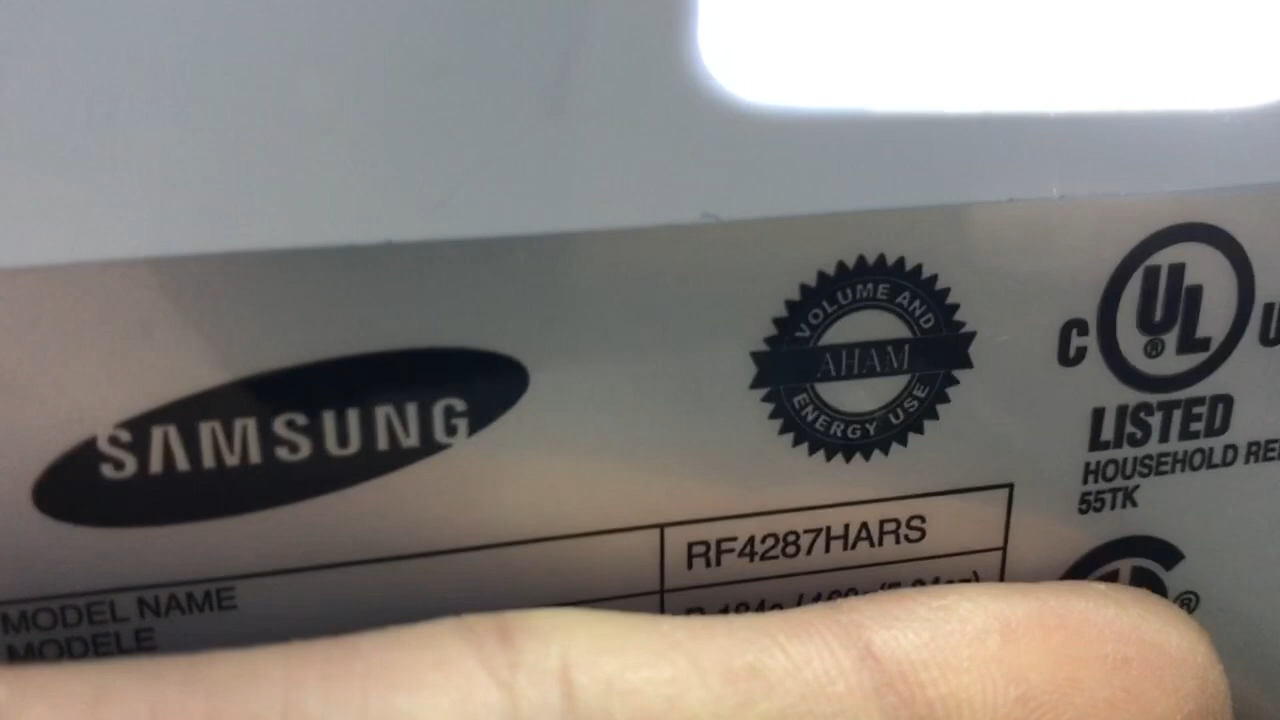 SAMSUNG
VOLUME AND
AHAM
ENERGY USE
C UL ® U
LISTED
HOUSEHOLD RE
55TK
MODEL NAME
RF4287HARS
MODELE
®